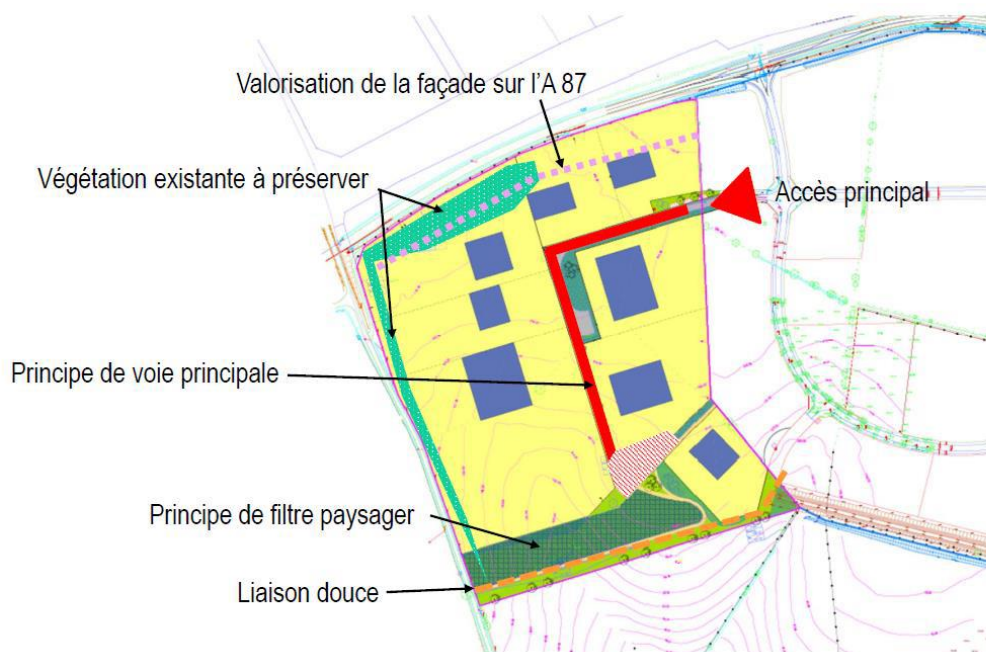 Valorisation de la façade sur l'A 87
Végétation existante à préserver
Accès principal
Principe de voie principale
Principe de filtre paysager
Liaison douce